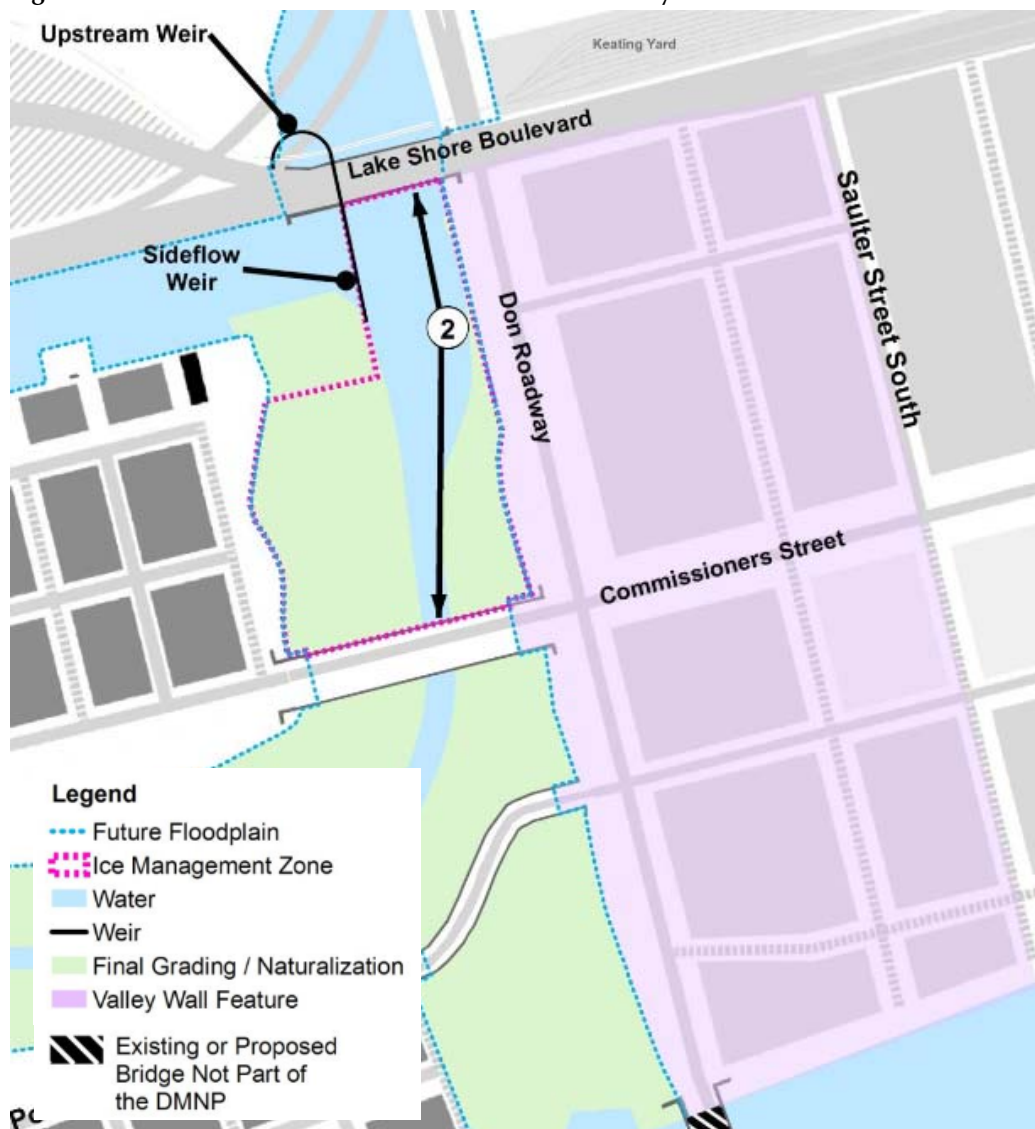 Upstream Weir
Keating Yard
Lake Shore Boulevard
Sideflow
Weir
2
Don Roadway
Saulter Street South
Commissioners Street
Legend
Future Floodplain
Ice Management Zone
Water
Weir
Final Grading / Naturalization
Valley Wall Feature
Existing or Proposed
Bridge Not Part of
the DMNP